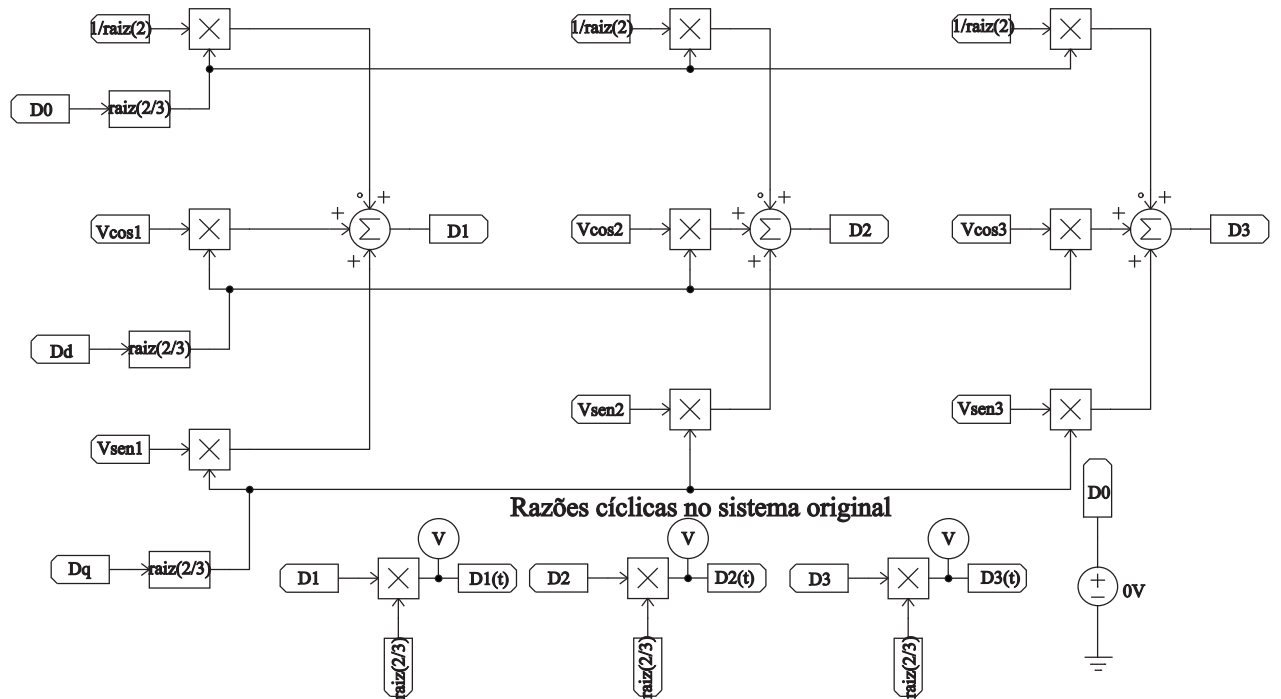 1/raiz(2)
1/raiz(2)
1/raiz(2)
D0
raiz(2/3)
+
+
+
Vcos1
+
D1
Vcos2
+
D2
Vcos3
+
D3
Σ
Σ
Σ
+
+
+
Dd
raiz(2/3)
Vsen2
Vsen3
Vsen1
D0
Razões cíclicas no sistema original
V
V
V
Dq
raiz(2/3)
D1
D1(t)
D2
D2(t)
D3
D3(t)
+
−
0V
raiz(2/3)
raiz(2/3)
raiz(2/3)